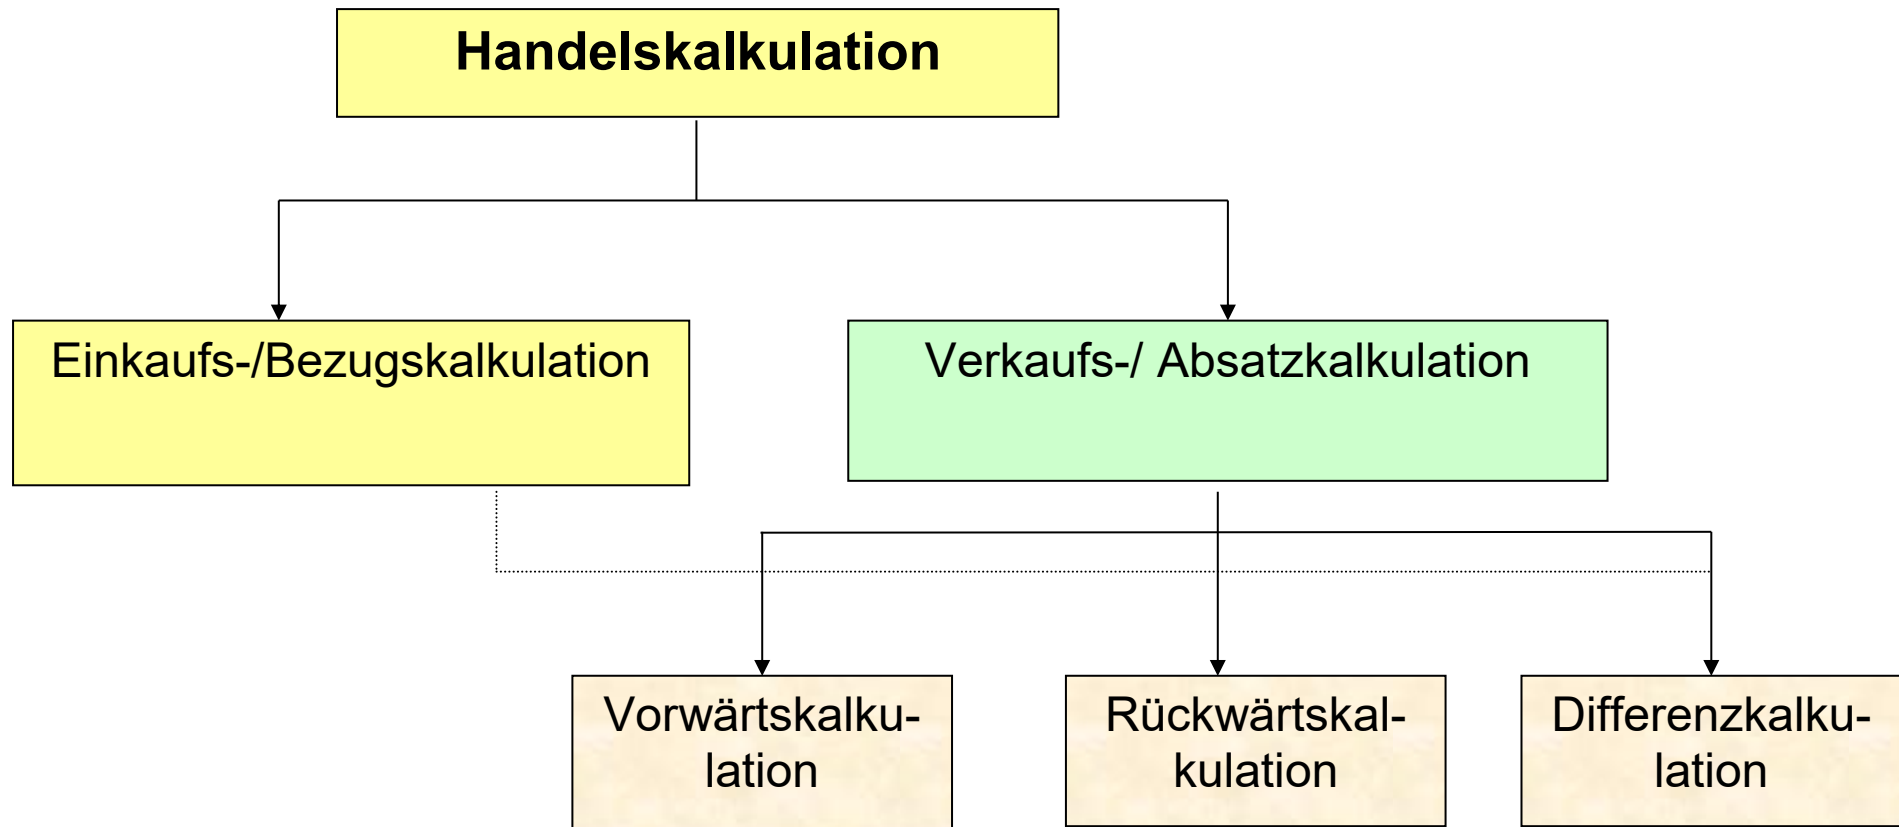 Handelskalkulation
Einkaufs-/Bezugskalkulation
Verkaufs-/ Absatzkalkulation
Vorwärtskalku-
lation
Rückwärtskal-
kulation
Differenzkalku-
lation